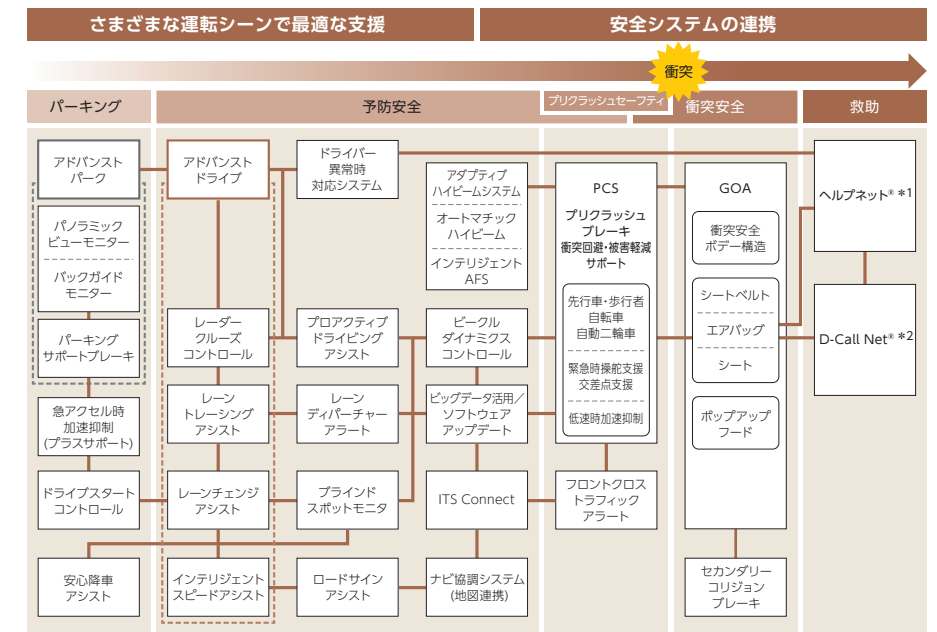 さまざまな運転シーンで最適な支援
安全システムの連携
衝突
パーキング
予防安全
プリクラッシュセーフティ
衝突安全
救助
アドバンスト
パーク
パノラミック
ビューモニター
バックガイド
モニター
パーキング
サポートブレーキ
急アクセル時
加速抑制
(プラスサポート)
ドライブスタート
コントロール
安心降車
アシスト
アドバンスト
ドライブ
レーダー
クルーズ
コントロール
レーン
トレーシング
アシスト
レーンチェンジ
アシスト
インテリジェント
スピードアシスト
ドライバー
異常時
対応システム
プロアクティブ
ドライビング
アシスト
レーン
ディパーチャー
アラート
ブラインド
スポットモニタ
ロードサイン
アシスト
アダプティブ
ハイビームシステム
オートマチック
ハイビーム
インテリジェント
AFS
ビークル
ダイナミクス
コントロール
ビッグデータ活用/
ソフトウェア
アップデート
ITS Connect
ナビ協調システム
(地図連携)
PCS
プリクラッシュ
ブレーキ
衝突回避・被害軽減
サポート
先行車・歩行者
自転車
自動二輪車
緊急時操舵支援
交差点支援
低速時加速抑制
フロントクロス
トラフィック
アラート
GOA
衝突安全
ボデー構造
シートベルト
エアバッグ
シート
ポップアップ
フード
セカンダリー
コリジョン
ブレーキ
ヘルプネット® *1
D-Call Net® *2